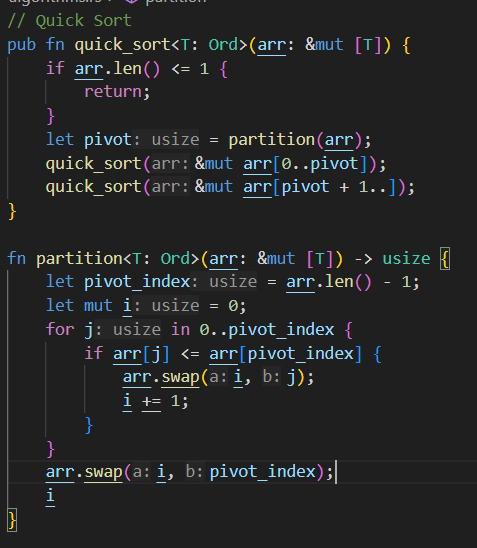 // Quick Sort
pub fn quick_sort<T: Ord>(arr: &mut [T]) {
    if arr.len() <= 1 {
        return;
    }
    let pivot: usize = partition(arr);
    quick_sort(arr: &mut arr[0..pivot]);
    quick_sort(arr: &mut arr[pivot + 1..]);
}

fn partition<T: Ord>(arr: &mut [T]) -> usize {
    let pivot_index: usize = arr.len() - 1;
    let mut i: usize = 0;
    for j: usize in 0..pivot_index {
        if arr[j] <= arr[pivot_index] {
            arr.swap(a: i, b: j);
            i += 1;
        }
    }
    arr.swap(a: i, b: pivot_index);
    i
}